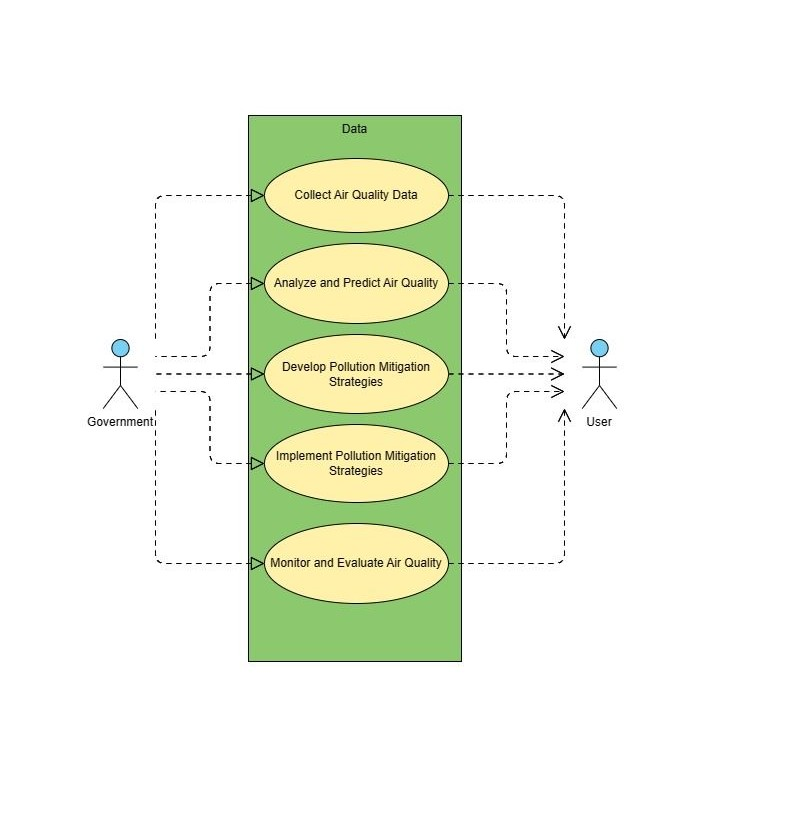 Data
Collect Air Quality Data
Analyze and Predict Air Quality
Develop Pollution Mitigation
Strategies
Government
User
Implement Pollution Mitigation
Strategies
Monitor and Evaluate Air Quality